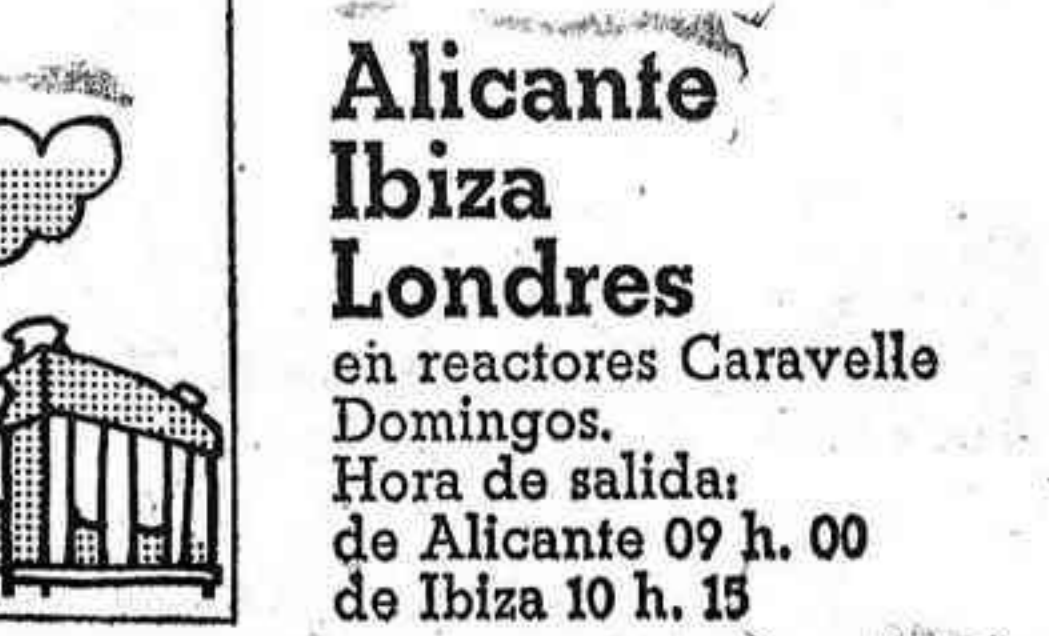 Alicante
Ibiza
Londres
en reactores Caravelle
Domingos.
Hora de salida:
de Alicante 09 h. 00
de Ibiza 10 h. 15